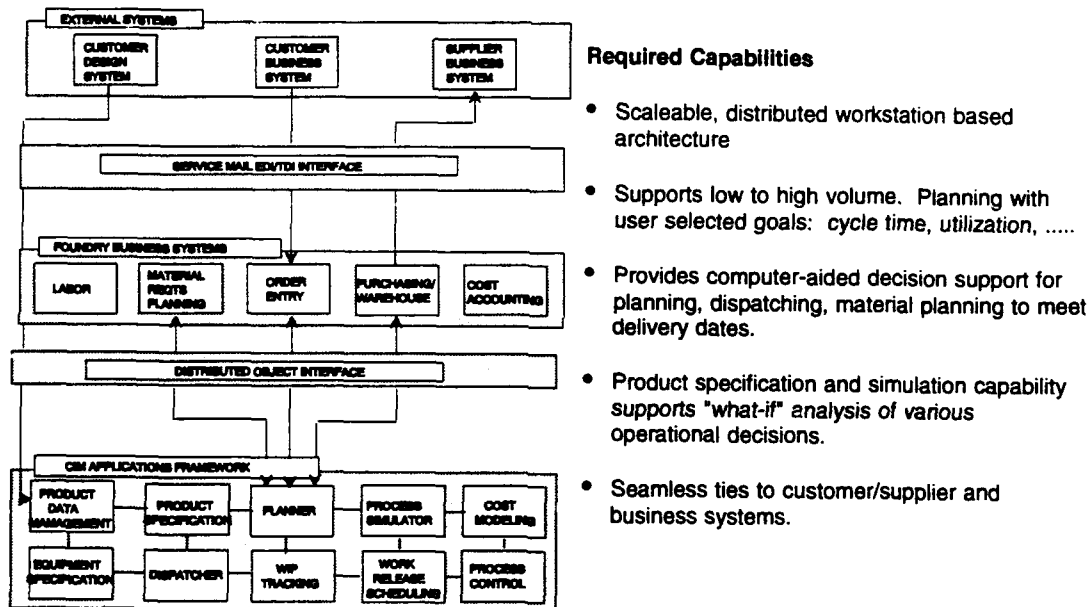 EXTERNAL SYSTEMS
CUSTOMER
DESIGN
SYSTEM
CUSTOMER
BUSINESS
SYSTEM
SUPPLIER
BUSINESS
SYSTEM
SERVICE MAIL EDI/TDI INTERFACE
FOUNDRY BUSINESS SYSTEMS
LABOR
MATERIAL
REQTS
PLANNING
ORDER
ENTRY
PURCHASING/
WAREHOUSE
COST
ACCOUNTING
DISTRIBUTED OBJECT INTERFACE
CIM APPLICATIONS FRAMEWORK
PRODUCT
DATA
MANAGEMENT
PRODUCT
SPECIFICATION
PLANNER
PROCESS
SIMULATOR
COST
MODELING
EQUIPMENT
SPECIFICATION
DISPATCHER
WIP
TRACKING
WORK
RELEASE
SCHEDULING
PROCESS
CONTROL
Required Capabilities
• Scaleable, distributed workstation based
architecture
• Supports low to high volume. Planning with
user selected goals: cycle time, utilization, .....
• Provides computer-aided decision support for
planning, dispatching, material planning to meet
delivery dates.
• Product specification and simulation capability
supports "what-if" analysis of various
operational decisions.
• Seamless ties to customer/supplier and
business systems.